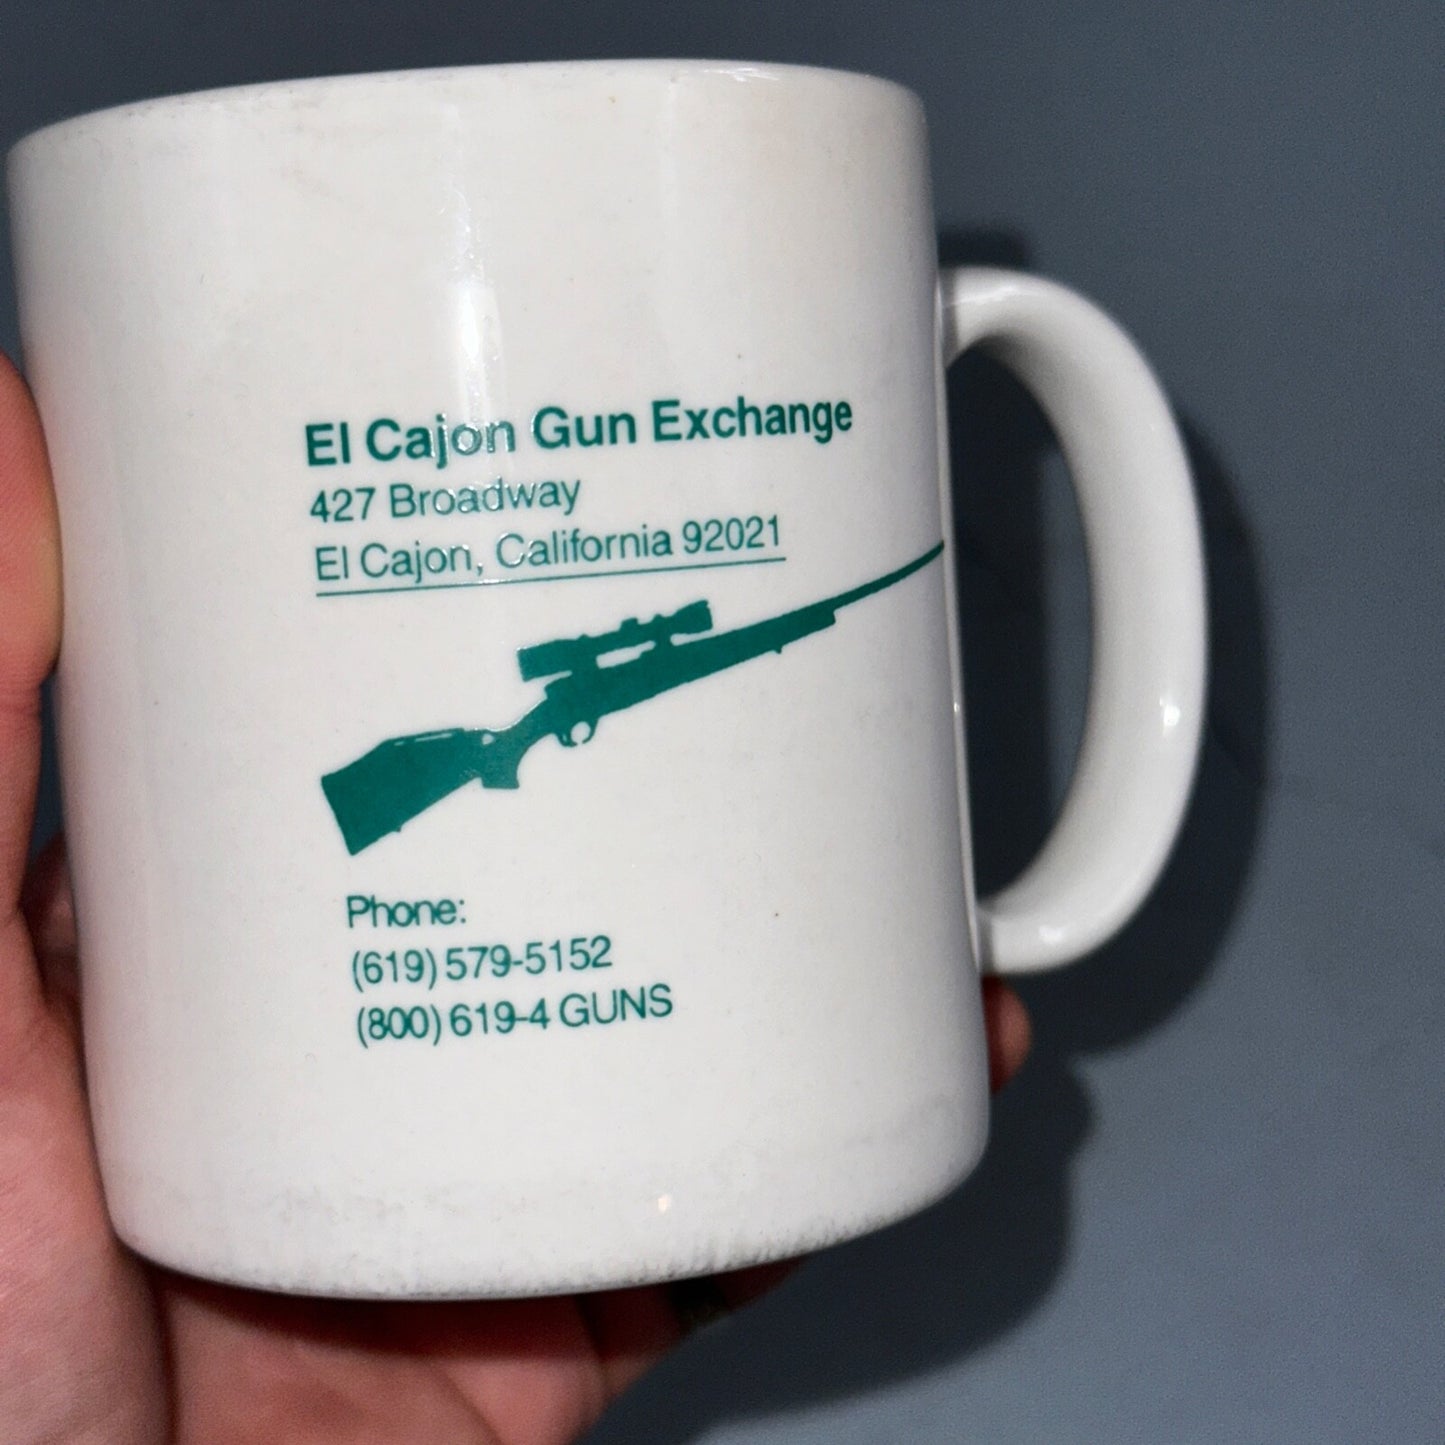 El Cajon Gun Exchange
427 Broadway
El Cajon, California 92021
Phone:
(619) 579-5152
(800) 619-4 GUNS